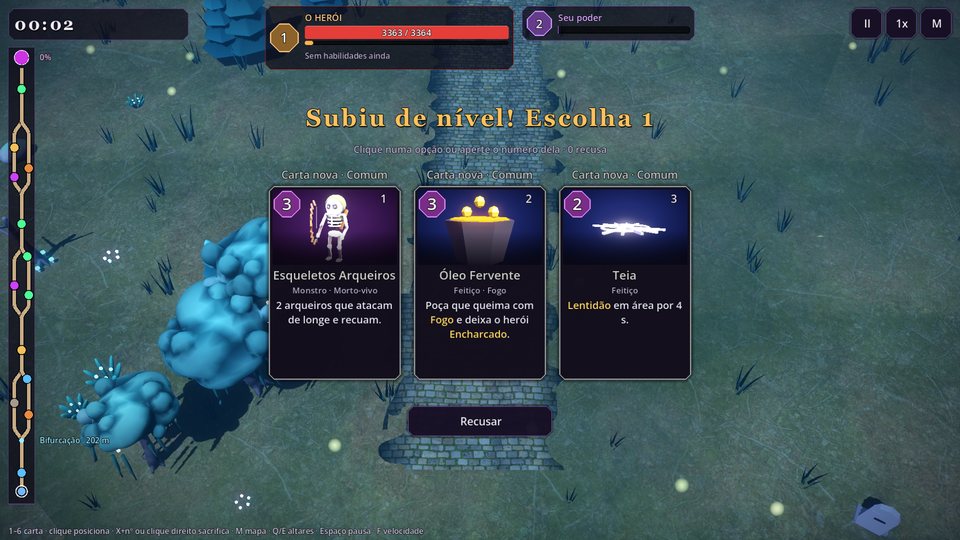 00:02
1
O HERÓI
3363 / 3364
Sem habilidades ainda
2
Seu poder
II
1x
M
0%
Subiu de nível! Escolha 1
Clique numa opção ou aperte o número dela · 0 recusa
Carta nova · Comum
3
1
Esqueletos Arqueiros
Monstro · Morto-vivo
2 arqueiros que atacam
de longe e recuam.
Carta nova · Comum
3
2
Óleo Fervente
Feitiço · Fogo
Poça que queima com
Fogo e deixa o herói
Encharcado.
Carta nova · Comum
2
3
Teia
Feitiço
Lentidão em área por 4
s.
Recusar
Bifurcação · 202 m
1-6 carta · clique posiciona · X+nº ou clique direito sacrifica · M mapa · Q/E altares · Espaço pausa · F velocidade